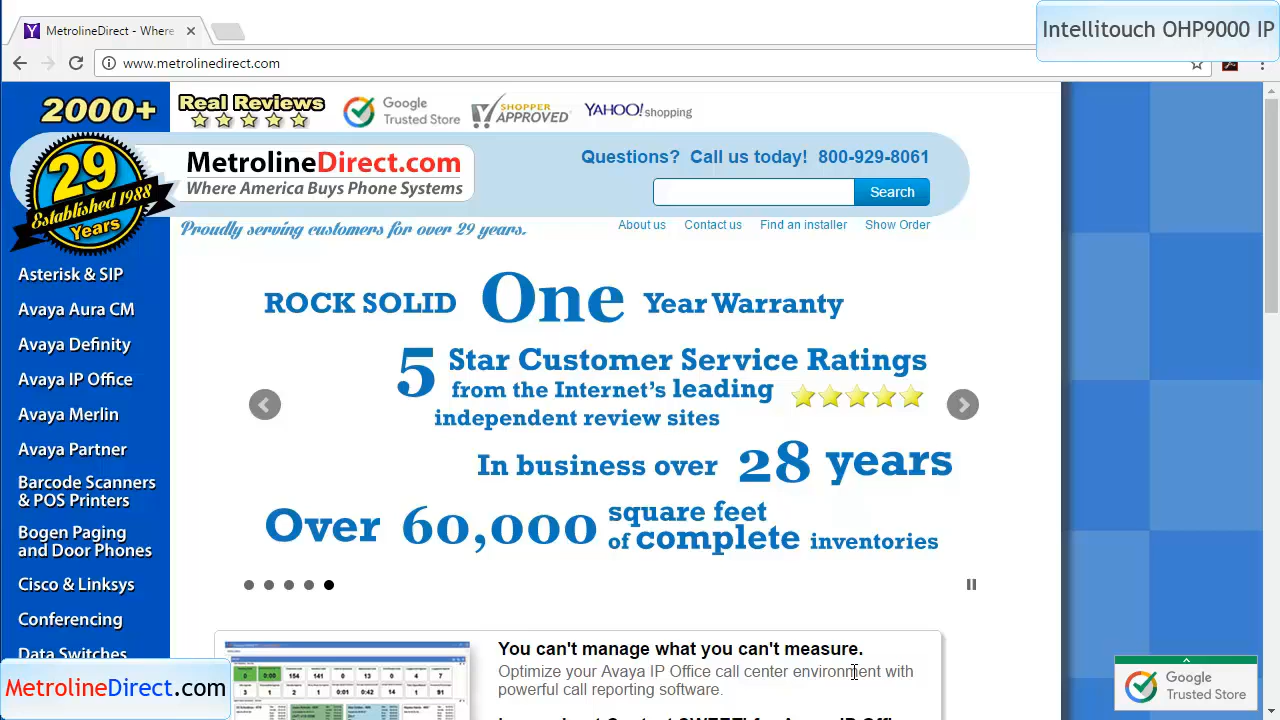 MetrolineDirect - Where
Intellitouch OHP9000 IP
www.metrolinedirect.com
2000+
Real Reviews
Google
Trusted Store
SHOPPER
APPROVED
YAHOO! shopping
29
Established 1988
Years
MetrolineDirect.com
Where America Buys Phone Systems
Questions? Call us today! 800-929-8061
Search
Proudly serving customers for over 29 years.
About us
Contact us
Find an installer
Show Order
Asterisk & SIP
Avaya Aura CM
Avaya Definity
Avaya IP Office
Avaya Merlin
Avaya Partner
Barcode Scanners
& POS Printers
Bogen Paging
and Door Phones
Cisco & Linksys
Conferencing
Data Switches
ROCK SOLID One Year Warranty
5 Star Customer Service Ratings
from the Internet's leading
independent review sites
In business over 28 years
Over 60,000 square feet
of complete inventories
You can't manage what you can't measure.
Optimize your Avaya IP Office call center environment with
powerful call reporting software.
MetrolineDirect.com
Google
Trusted Store